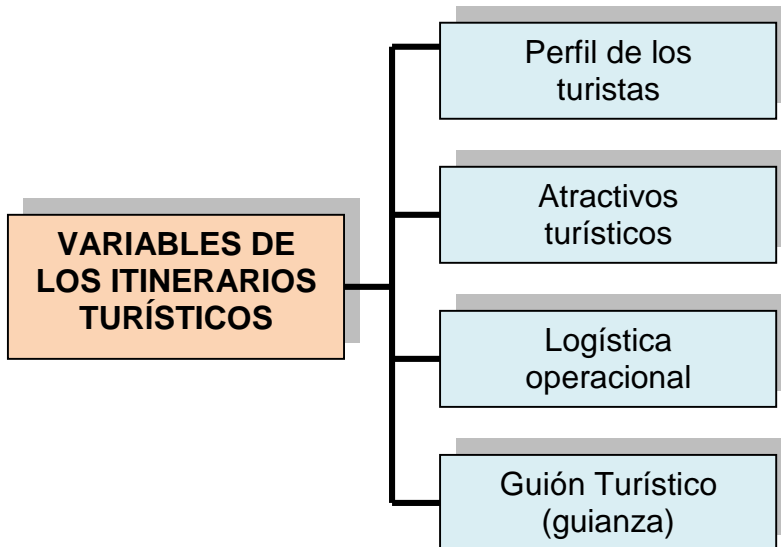 Perfil de los
turistas
Atractivos
turísticos
VARIABLES DE
LOS ITINERARIOS
TURÍSTICOS
Logística
operacional
Guión Turístico
(guianza)